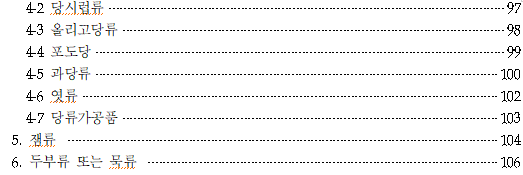 4-2 당시럽류 97
4-3 올리고당류 98
4-4 포도당 99
4-5 과당류 100
4-6 엿류 102
4-7 당류가공품 103
5. 잼류 104
6. 두부류 또는 묵류 106